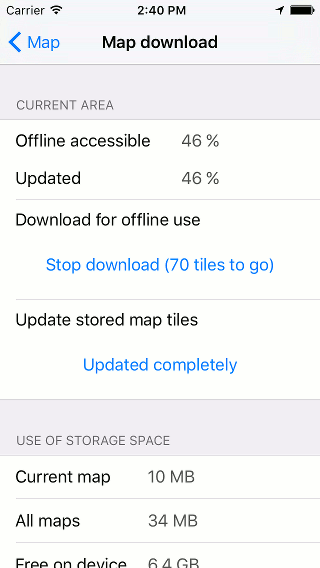 Carrier 2:40 PM
Map Map download
CURRENT AREA
Offline accessible 46 %
Updated 46 %
Download for offline use
Stop download (70 tiles to go)
Update stored map tiles
Updated completely
USE OF STORAGE SPACE
Current map 10 MB
All maps 34 MB
Free on device 6.4 GB